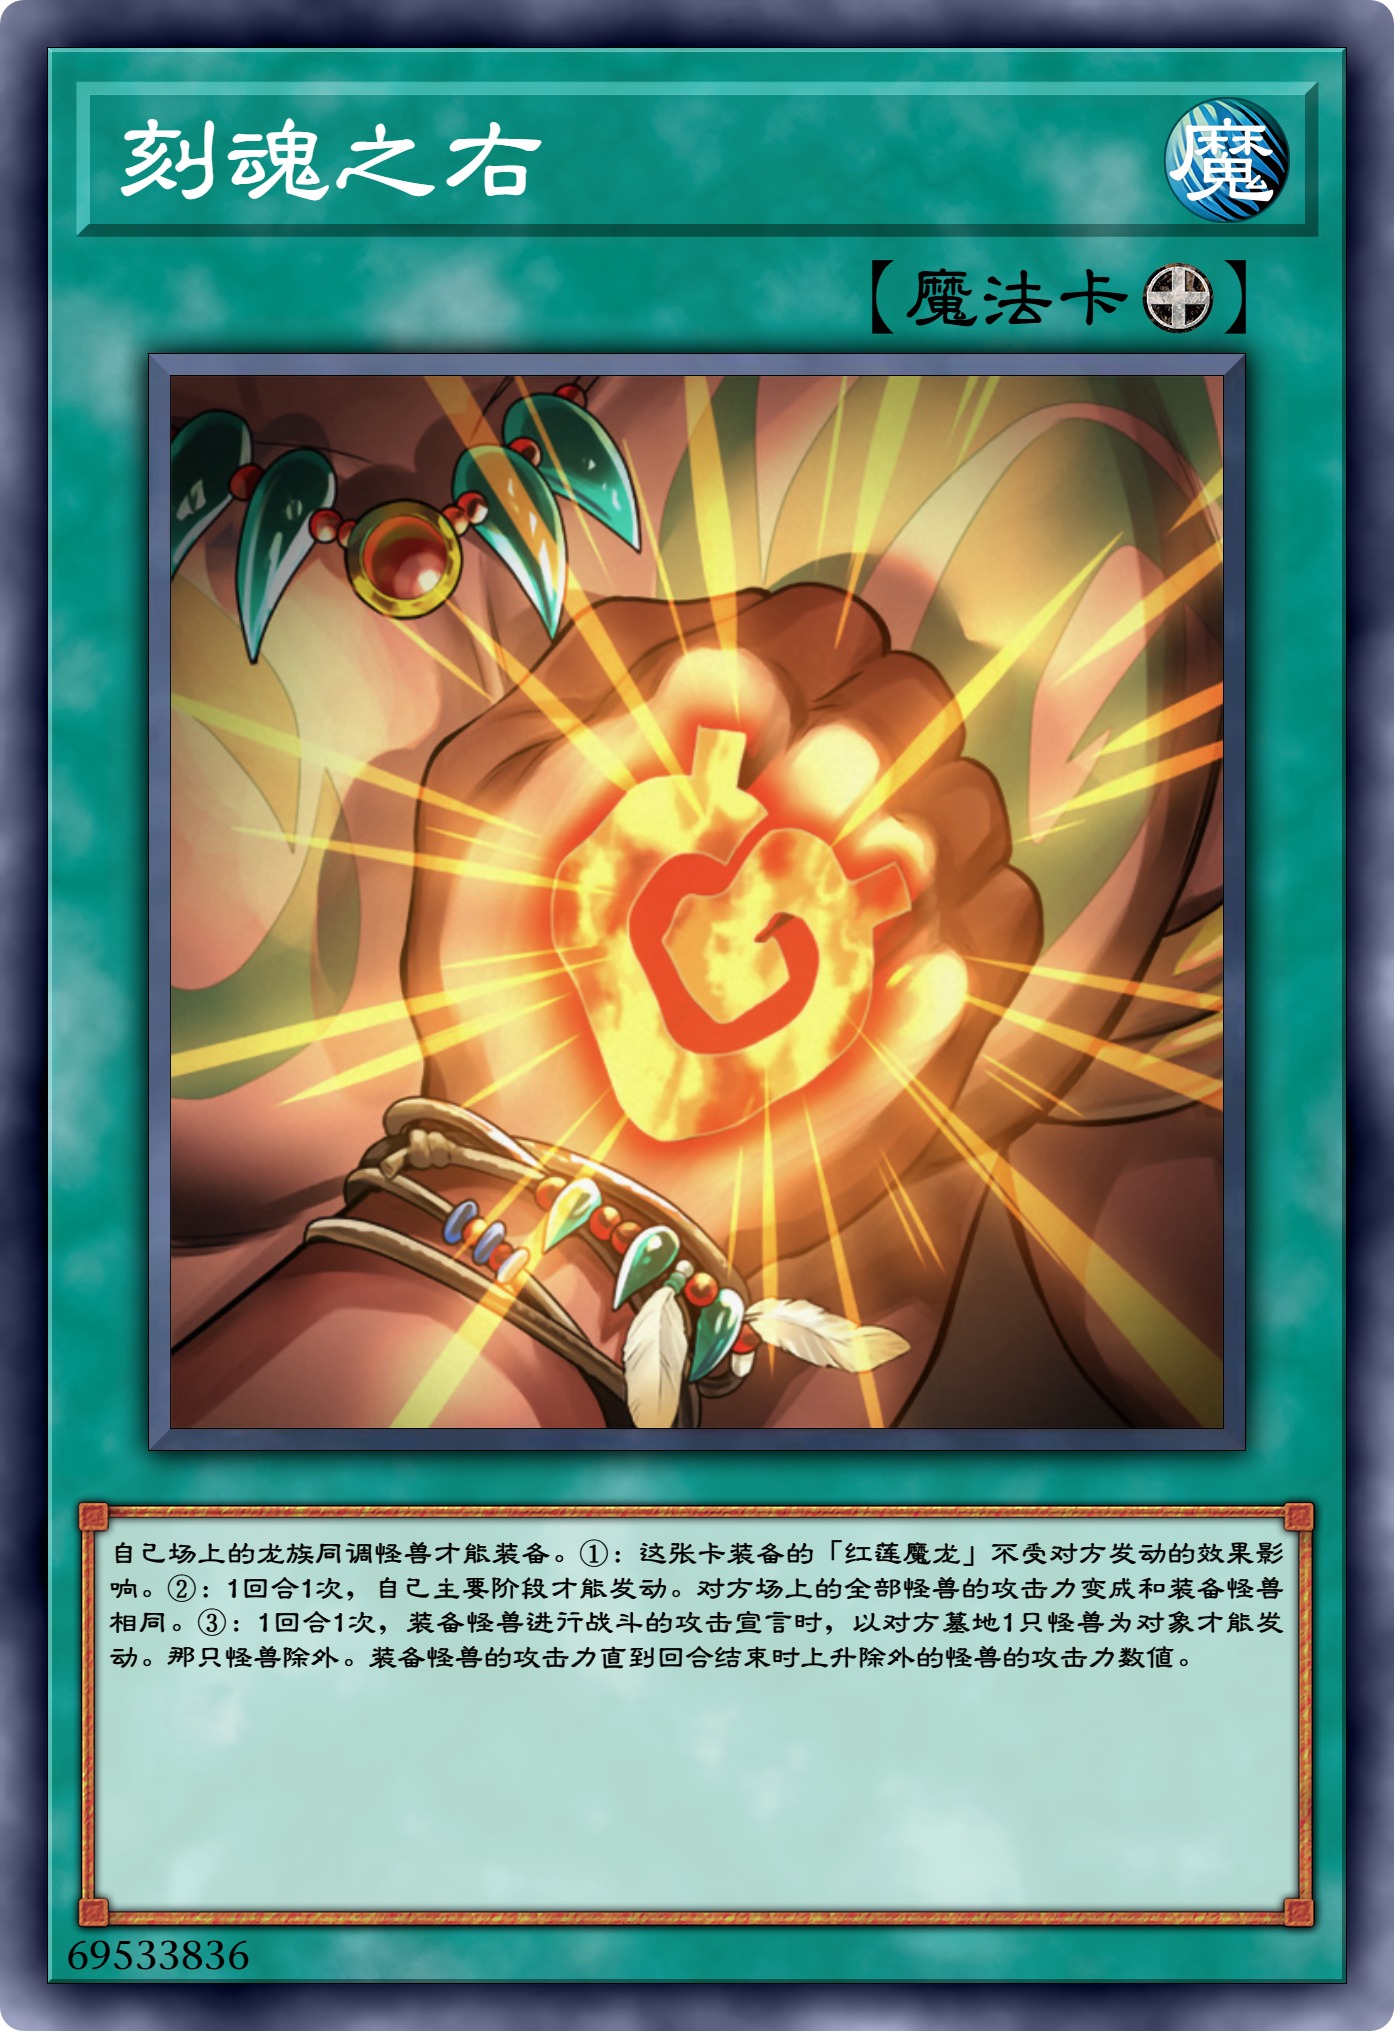 刻魂之右
魔
【魔法卡】
自己场上的龙族同调怪兽才能装备。①：这张卡装备的「红莲魔龙」不受对方发动的效果影
响。②：1回合1次，自己主要阶段才能发动。对方场上的全部怪兽的攻击力变成和装备怪兽
相同。③：1回合1次，装备怪兽进行战斗的攻击宣言时，以对方墓地1只怪兽为对象才能发
动。那只怪兽除外。装备怪兽的攻击力直到回合结束时上升除外的怪兽的攻击力数值。
69533836